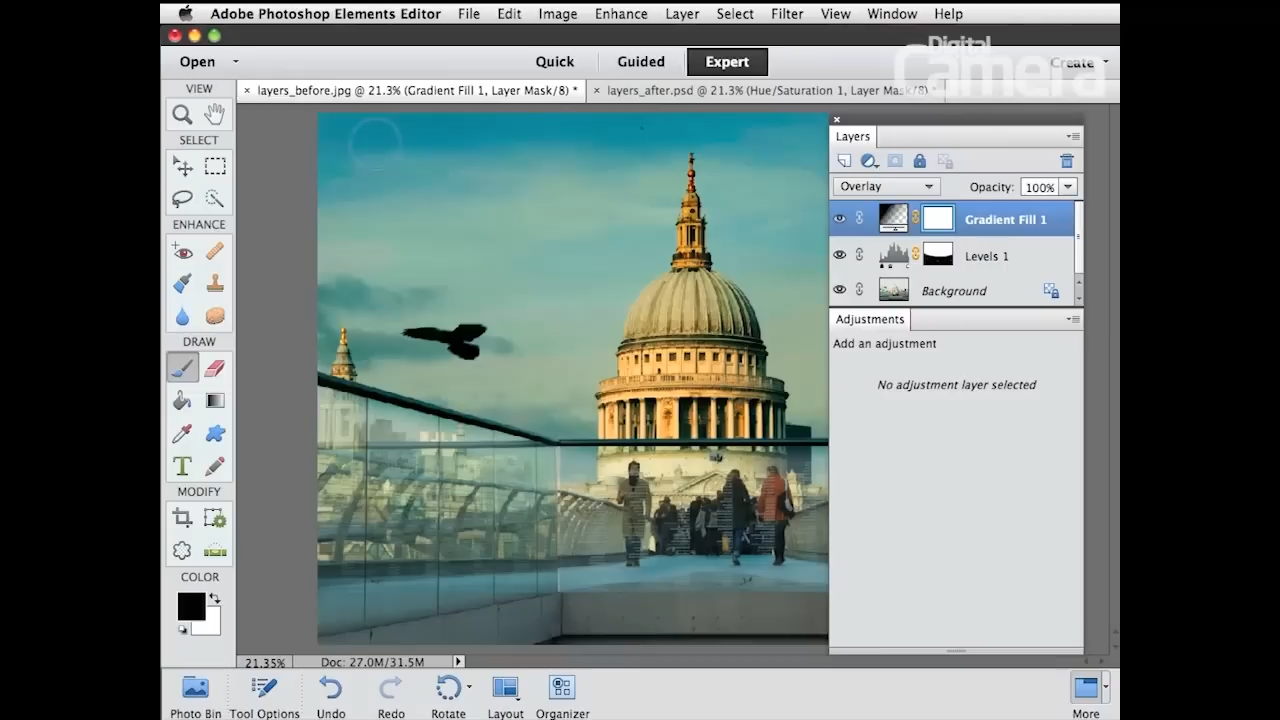 Adobe Photoshop Elements Editor File Edit Image Enhance Layer Select Filter View Window Help
Open Quick Guided Expert Create
Digital Camera
VIEW
× layers_before.jpg @ 21.3% (Gradient Fill 1, Layer Mask/8) * × layers_after.psd @ 21.3% (Hue/Saturation 1, Layer Mask/8)
SELECT
Layers
Overlay Opacity: 100%
Gradient Fill 1
ENHANCE
Levels 1
Background
Adjustments
DRAW
Add an adjustment
No adjustment layer selected
T
MODIFY
COLOR
21.35% Doc: 27.0M/31.5M
Photo Bin Tool Options Undo Redo Rotate Layout Organizer More